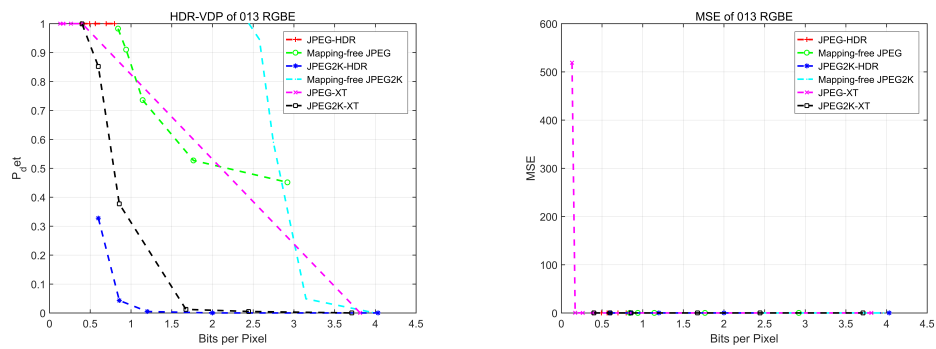 HDR-VDP of 013 RGBE
1
0.9
0.8
0.7
0.6
0.5
0.4
0.3
0.2
0.1
0
P_det
JPEG-HDR
Mapping-free JPEG
JPEG2K-HDR
Mapping-free JPEG2K
JPEG-XT
JPEG2K-XT
0 0.5 1 1.5 2 2.5 3 3.5 4 4.5
Bits per Pixel
MSE of 013 RGBE
600
500
400
300
200
100
0
MSE
JPEG-HDR
Mapping-free JPEG
JPEG2K-HDR
Mapping-free JPEG2K
JPEG-XT
JPEG2K-XT
0 0.5 1 1.5 2 2.5 3 3.5 4 4.5
Bits per Pixel